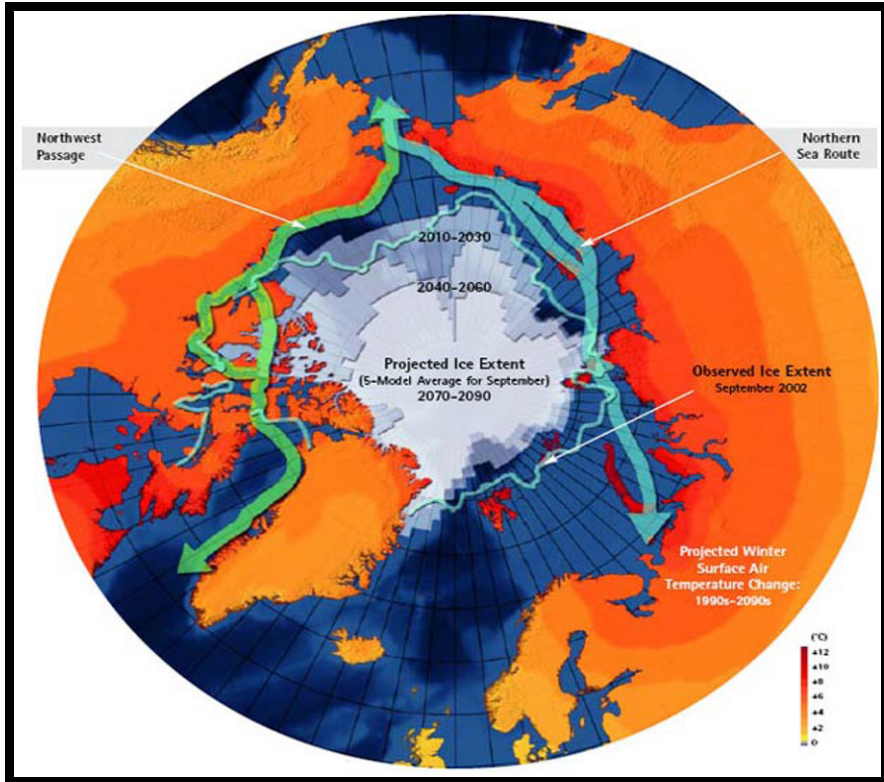 Northwest
Passage
Northern
Sea Route
2010–2030
2040–2060
Projected Ice Extent
(5-Model Average for September)
2070–2090
Observed Ice Extent
September 2002
Projected Winter
Surface Air
Temperature Change:
1990s–2090s
(°C)
+12
+10
+8
+6
+4
+2
0